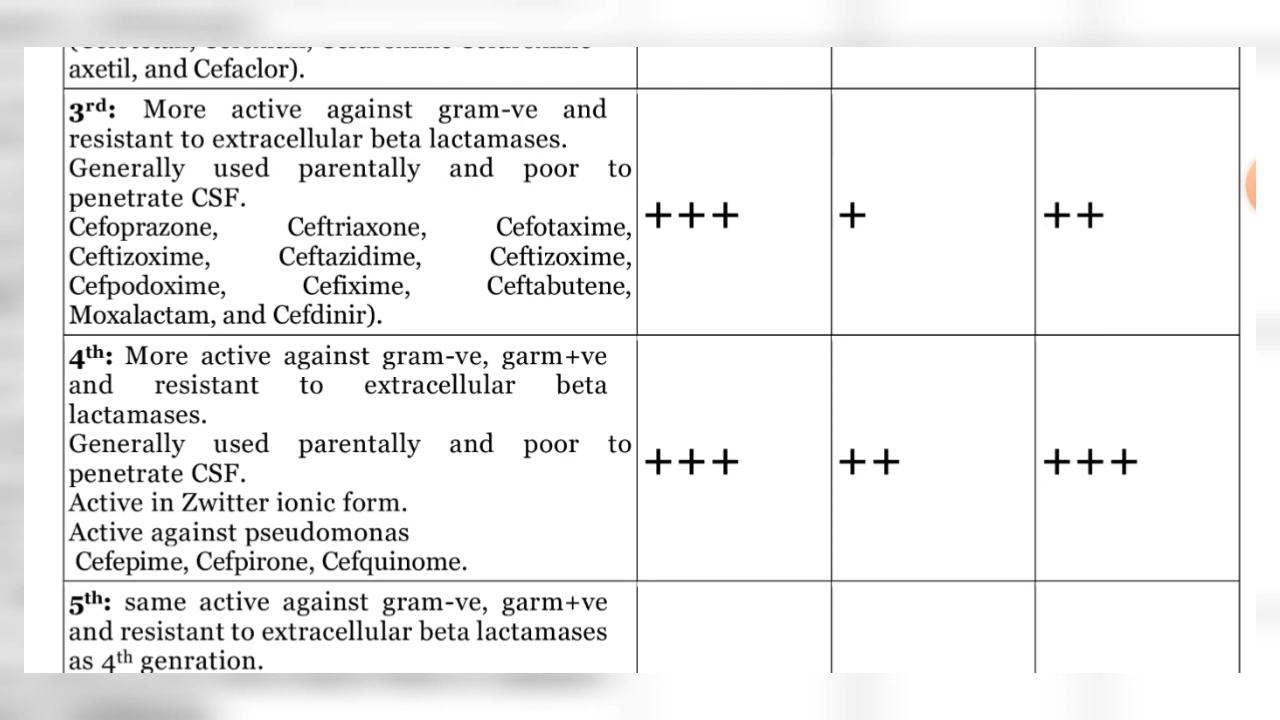 axetil, and Cefaclor).
3rd: More active against gram-ve and
resistant to extracellular beta lactamases.
Generally used parentally and poor to
penetrate CSF.
Cefoprazone, Ceftriaxone, Cefotaxime,
Ceftizoxime, Ceftazidime, Ceftizoxime,
Cefpodoxime, Cefixime, Ceftabutene,
Moxalactam, and Cefdinir).
+++ + ++
4th: More active against gram-ve, garm+ve
and resistant to extracellular beta
lactamases.
Generally used parentally and poor to
penetrate CSF.
Active in Zwitter ionic form.
Active against pseudomonas
Cefepime, Cefpirone, Cefquinome.
+++ ++ +++
5th: same active against gram-ve, garm+ve
and resistant to extracellular beta lactamases
as 4th genration.